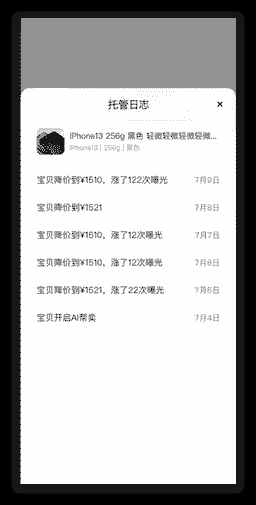 托管日志
iPhone13 256g 黑色 轻微轻微轻微轻微...
iPhone13 | 256g | 黑色
宝贝降价到¥1510，涨了122次曝光 7月9日
宝贝降价到¥1521 7月8日
宝贝降价到¥1510，涨了12次曝光 7月7日
宝贝降价到¥1510，涨了12次曝光 7月6日
宝贝降价到¥1521，涨了22次曝光 7月5日
宝贝开启AI帮卖 7月4日